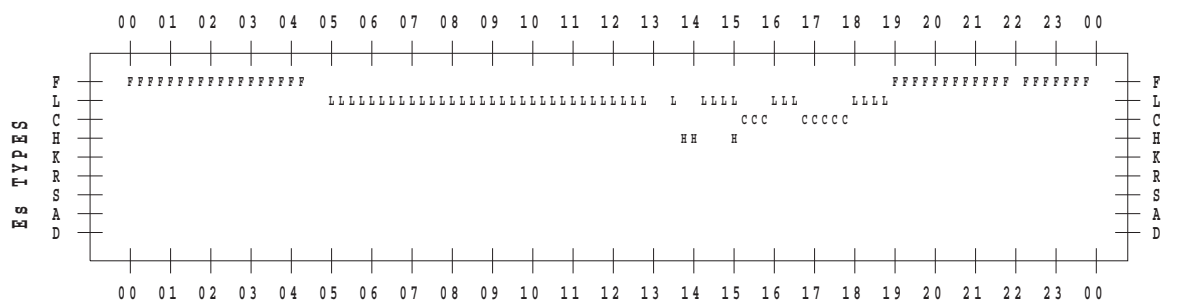 00 01 02 03 04 05 06 07 08 09 10 11 12 13 14 15 16 17 18 19 20 21 22 23 00
Es TYPES
F FFFFFFFFFFFFFFFFFF FFFFFFFFFFFF FFFFFFF F
L LLLLLLLLLLLLLLLLLLLLLLLLLLLLLLLL L LLLL LLL LLLL L
C CCC CCCCC C
H HH H H
K K
R R
S S
A A
D D
00 01 02 03 04 05 06 07 08 09 10 11 12 13 14 15 16 17 18 19 20 21 22 23 00